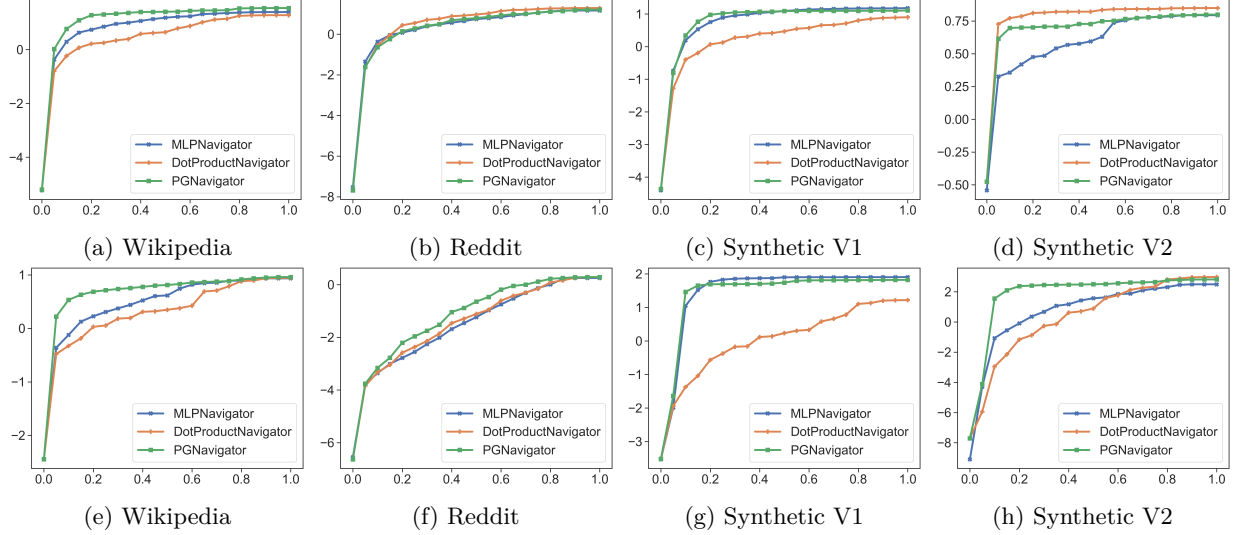 0
−2
−4
0.0 0.2 0.4 0.6 0.8 1.0
MLPNavigator
DotProductNavigator
PGNavigator
(a) Wikipedia
0
−2
−4
−6
−8
0.0 0.2 0.4 0.6 0.8 1.0
MLPNavigator
DotProductNavigator
PGNavigator
(b) Reddit
1
0
−1
−2
−3
−4
0.0 0.2 0.4 0.6 0.8 1.0
MLPNavigator
DotProductNavigator
PGNavigator
(c) Synthetic V1
0.75
0.50
0.25
0.00
−0.25
−0.50
0.0 0.2 0.4 0.6 0.8 1.0
MLPNavigator
DotProductNavigator
PGNavigator
(d) Synthetic V2
1
0
−1
−2
0.0 0.2 0.4 0.6 0.8 1.0
MLPNavigator
DotProductNavigator
PGNavigator
(e) Wikipedia
0
−2
−4
−6
0.0 0.2 0.4 0.6 0.8 1.0
MLPNavigator
DotProductNavigator
PGNavigator
(f) Reddit
2
1
0
−1
−2
−3
0.0 0.2 0.4 0.6 0.8 1.0
MLPNavigator
DotProductNavigator
PGNavigator
(g) Synthetic V1
2
0
−2
−4
−6
−8
0.0 0.2 0.4 0.6 0.8 1.0
MLPNavigator
DotProductNavigator
PGNavigator
(h) Synthetic V2